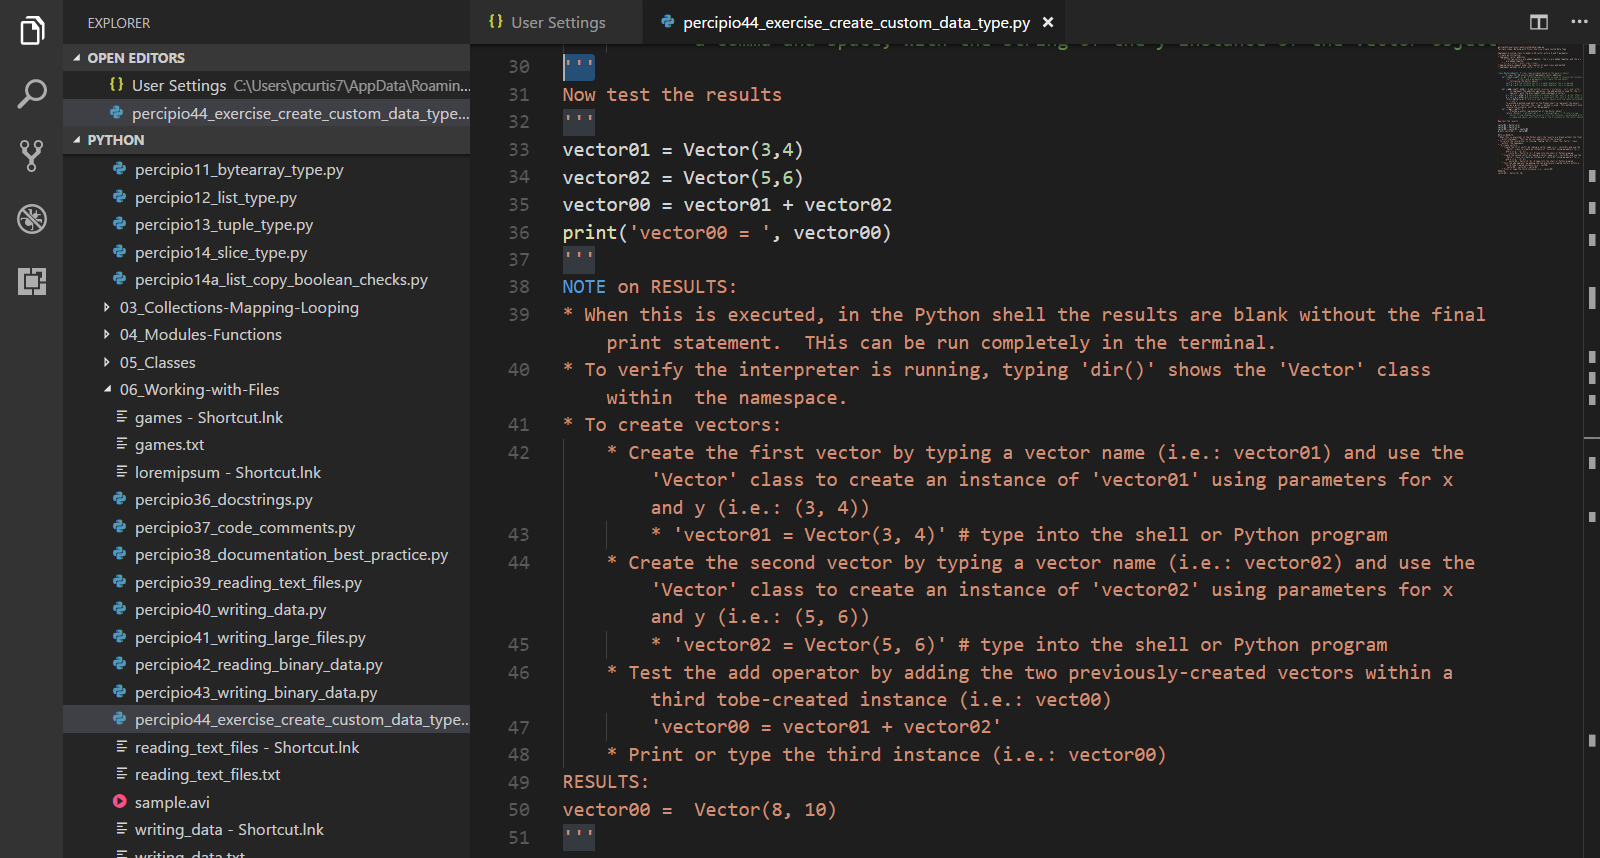 EXPLORER
OPEN EDITORS
{} User Settings C:\Users\pcurtis7\AppData\Roamin...
percipio44_exercise_create_custom_data_type...
PYTHON
percipio11_bytearray_type.py
percipio12_list_type.py
percipio13_tuple_type.py
percipio14_slice_type.py
percipio14a_list_copy_boolean_checks.py
03_Collections-Mapping-Looping
04_Modules-Functions
05_Classes
06_Working-with-Files
games - Shortcut.lnk
games.txt
loremipsum - Shortcut.lnk
percipio36_docstrings.py
percipio37_code_comments.py
percipio38_documentation_best_practice.py
percipio39_reading_text_files.py
percipio40_writing_data.py
percipio41_writing_large_files.py
percipio42_reading_binary_data.py
percipio43_writing_binary_data.py
percipio44_exercise_create_custom_data_type...
reading_text_files - Shortcut.lnk
reading_text_files.txt
sample.avi
writing_data - Shortcut.lnk
writing_data.txt
{} User Settings
percipio44_exercise_create_custom_data_type.py ×
30 '''
31 Now test the results
32 '''
33 vector01 = Vector(3,4)
34 vector02 = Vector(5,6)
35 vector00 = vector01 + vector02
36 print('vector00 = ', vector00)
37 '''
38 NOTE on RESULTS:
39 * When this is executed, in the Python shell the results are blank without the final
print statement.  THis can be run completely in the terminal.
40 * To verify the interpreter is running, typing 'dir()' shows the 'Vector' class
within  the namespace.
41 * To create vectors:
42 * Create the first vector by typing a vector name (i.e.: vector01) and use the
'Vector' class to create an instance of 'vector01' using parameters for x
and y (i.e.: (3, 4))
43 * 'vector01 = Vector(3, 4)' # type into the shell or Python program
44 * Create the second vector by typing a vector name (i.e.: vector02) and use the
'Vector' class to create an instance of 'vector02' using parameters for x
and y (i.e.: (5, 6))
45 * 'vector02 = Vector(5, 6)' # type into the shell or Python program
46 * Test the add operator by adding the two previously-created vectors within a
third tobe-created instance (i.e.: vect00)
47 'vector00 = vector01 + vector02'
48 * Print or type the third instance (i.e.: vector00)
49 RESULTS:
50 vector00 =  Vector(8, 10)
51 '''